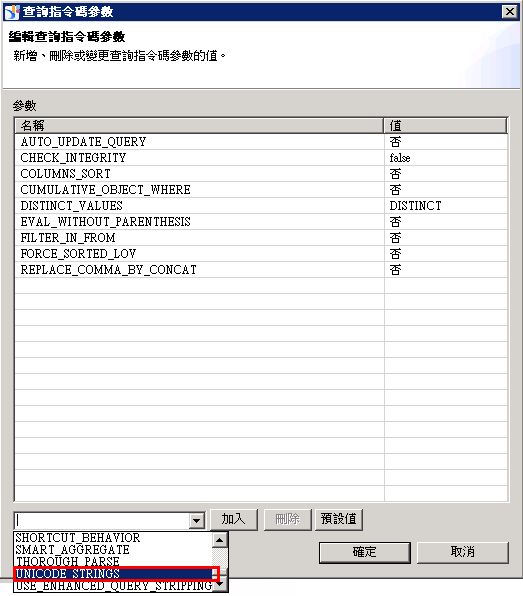 查詢指令碼參數
編輯查詢指令碼參數
新增、刪除或變更查詢指令碼參數的值。
參數
名稱 值
AUTO_UPDATE_QUERY 否
CHECK_INTEGRITY false
COLUMNS_SORT 否
CUMULATIVE_OBJECT_WHERE 否
DISTINCT_VALUES DISTINCT
EVAL_WITHOUT_PARENTHESIS 否
FILTER_IN_FROM 否
FORCE_SORTED_LOV 否
REPLACE_COMMA_BY_CONCAT 否
加入 刪除 預設值
SHORTCUT_BEHAVIOR
SMART_AGGREGATE
THOROUGH_PARSE
UNICODE_STRINGS
USE_ENHANCED_QUERY_STRIPPING
確定 取消